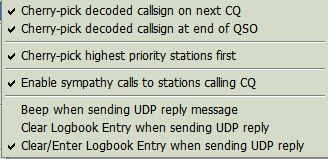 Cherry-pick decoded callsign on next CQ
Cherry-pick decoded callsign at end of QSO
Cherry-pick highest priority stations first
Enable sympathy calls to stations calling CQ
Beep when sending UDP reply message
Clear Logbook Entry when sending UDP reply
Clear/Enter Logbook Entry when sending UDP reply